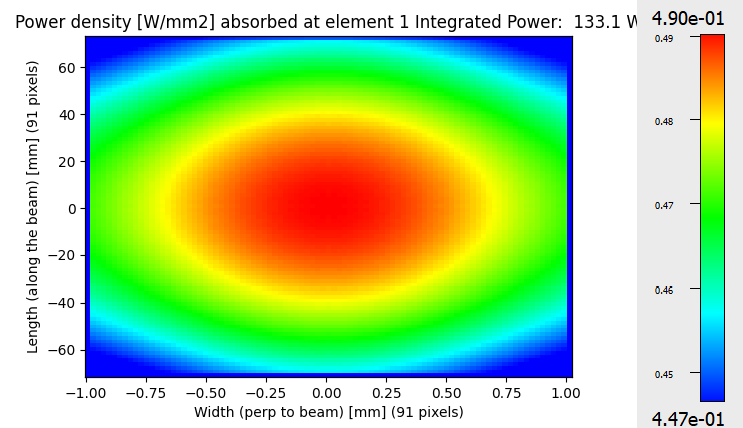 Power density [W/mm2] absorbed at element 1 Integrated Power:  133.1 W
4.90e-01
0.49
0.48
0.47
0.46
0.45
4.47e-01
Length (along the beam) [mm] (91 pixels)
60
40
20
0
−20
−40
−60
−1.00 −0.75 −0.50 −0.25 0.00 0.25 0.50 0.75 1.00
Width (perp to beam) [mm] (91 pixels)